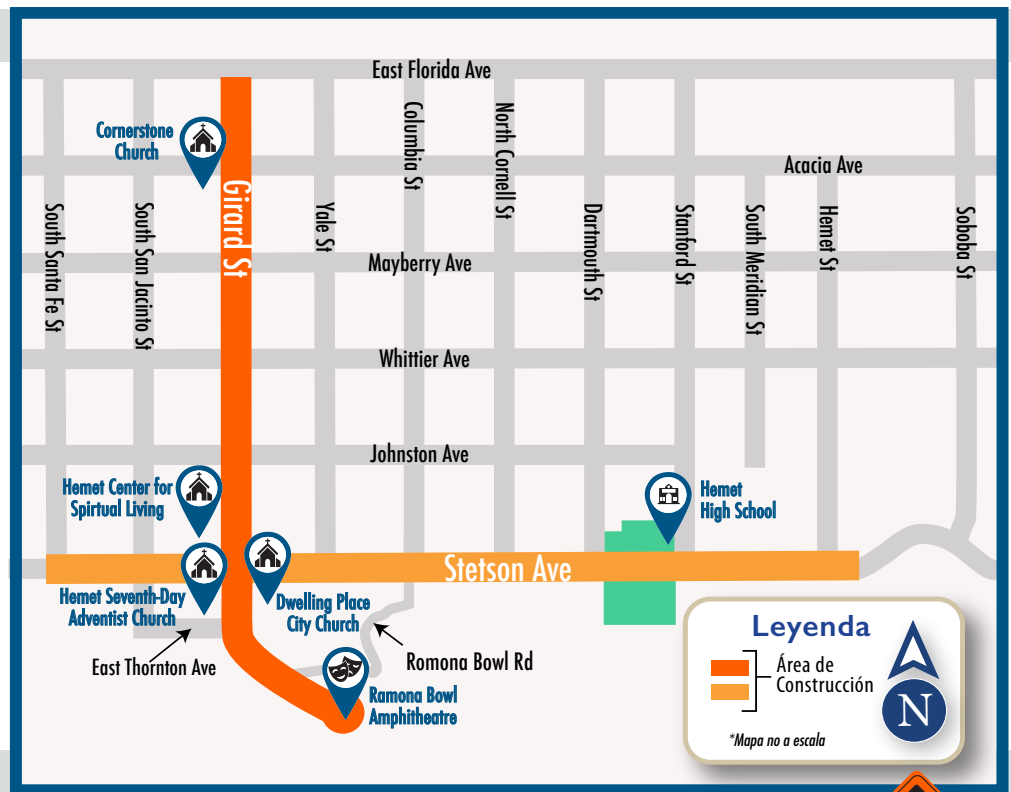 East Florida Ave
Cornerstone
Church
Columbia St
North Cornell St
Acacia Ave
Girard St
South Santa Fe St
South San Jacinto St
Yale St
Dartmouth St
Stanford St
South Meridian St
Hemet St
Soboba St
Mayberry Ave
Whittier Ave
Johnston Ave
Hemet Center for
Spirtual Living
Hemet
High School
Stetson Ave
Hemet Seventh-Day
Adventist Church
Dwelling Place
City Church
East Thornton Ave
Romona Bowl Rd
Ramona Bowl
Amphitheatre
Leyenda
Área de
Construcción
N
*Mapa no a escala